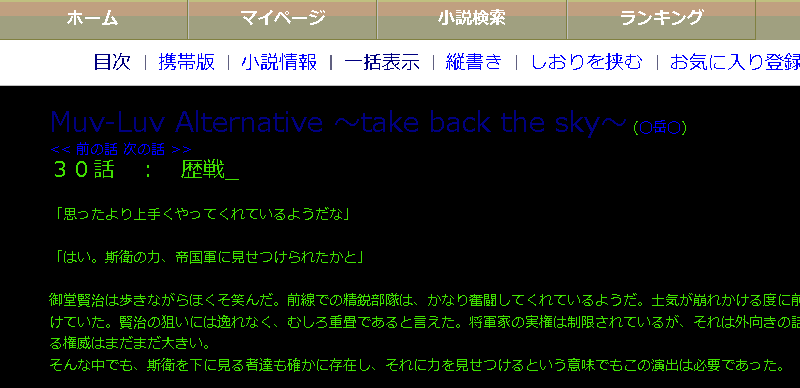 ホーム マイページ 小説検索 ランキング
目次 | 携帯版 | 小説情報 | 一括表示 | 縦書き | しおりを挟む | お気に入り登録
Muv-Luv Alternative ～take back the sky～ (○岳○)
<< 前の話 次の話 >>
３０話　：　歴戦_
「思ったより上手くやってくれているようだな」
「はい。斯衛の力、帝国軍に見せつけられたかと」
御堂賢治は歩きながらほくそ笑んだ。前線での精鋭部隊は、かなり奮闘してくれているようだ。士気が崩れかける度に前
けていた。賢治の狙いには逸れなく、むしろ重畳であると言えた。将軍家の実権は制限されているが、それは外向きの話
る権威はまだまだ大きい。
そんな中でも、斯衛を下に見る者達も確かに存在し、それに力を見せつけるという意味でもこの演出は必要であった。